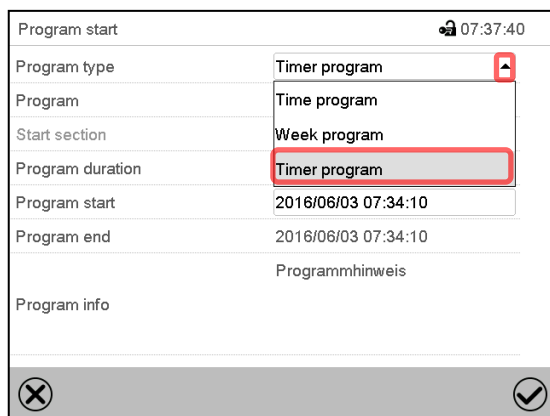 Program start 07:37:40
Program type Timer program
Program Time program
Start section Week program
Program duration Timer program
Program start 2016/06/03 07:34:10
Program end 2016/06/03 07:34:10
Programmhinweis
Program info